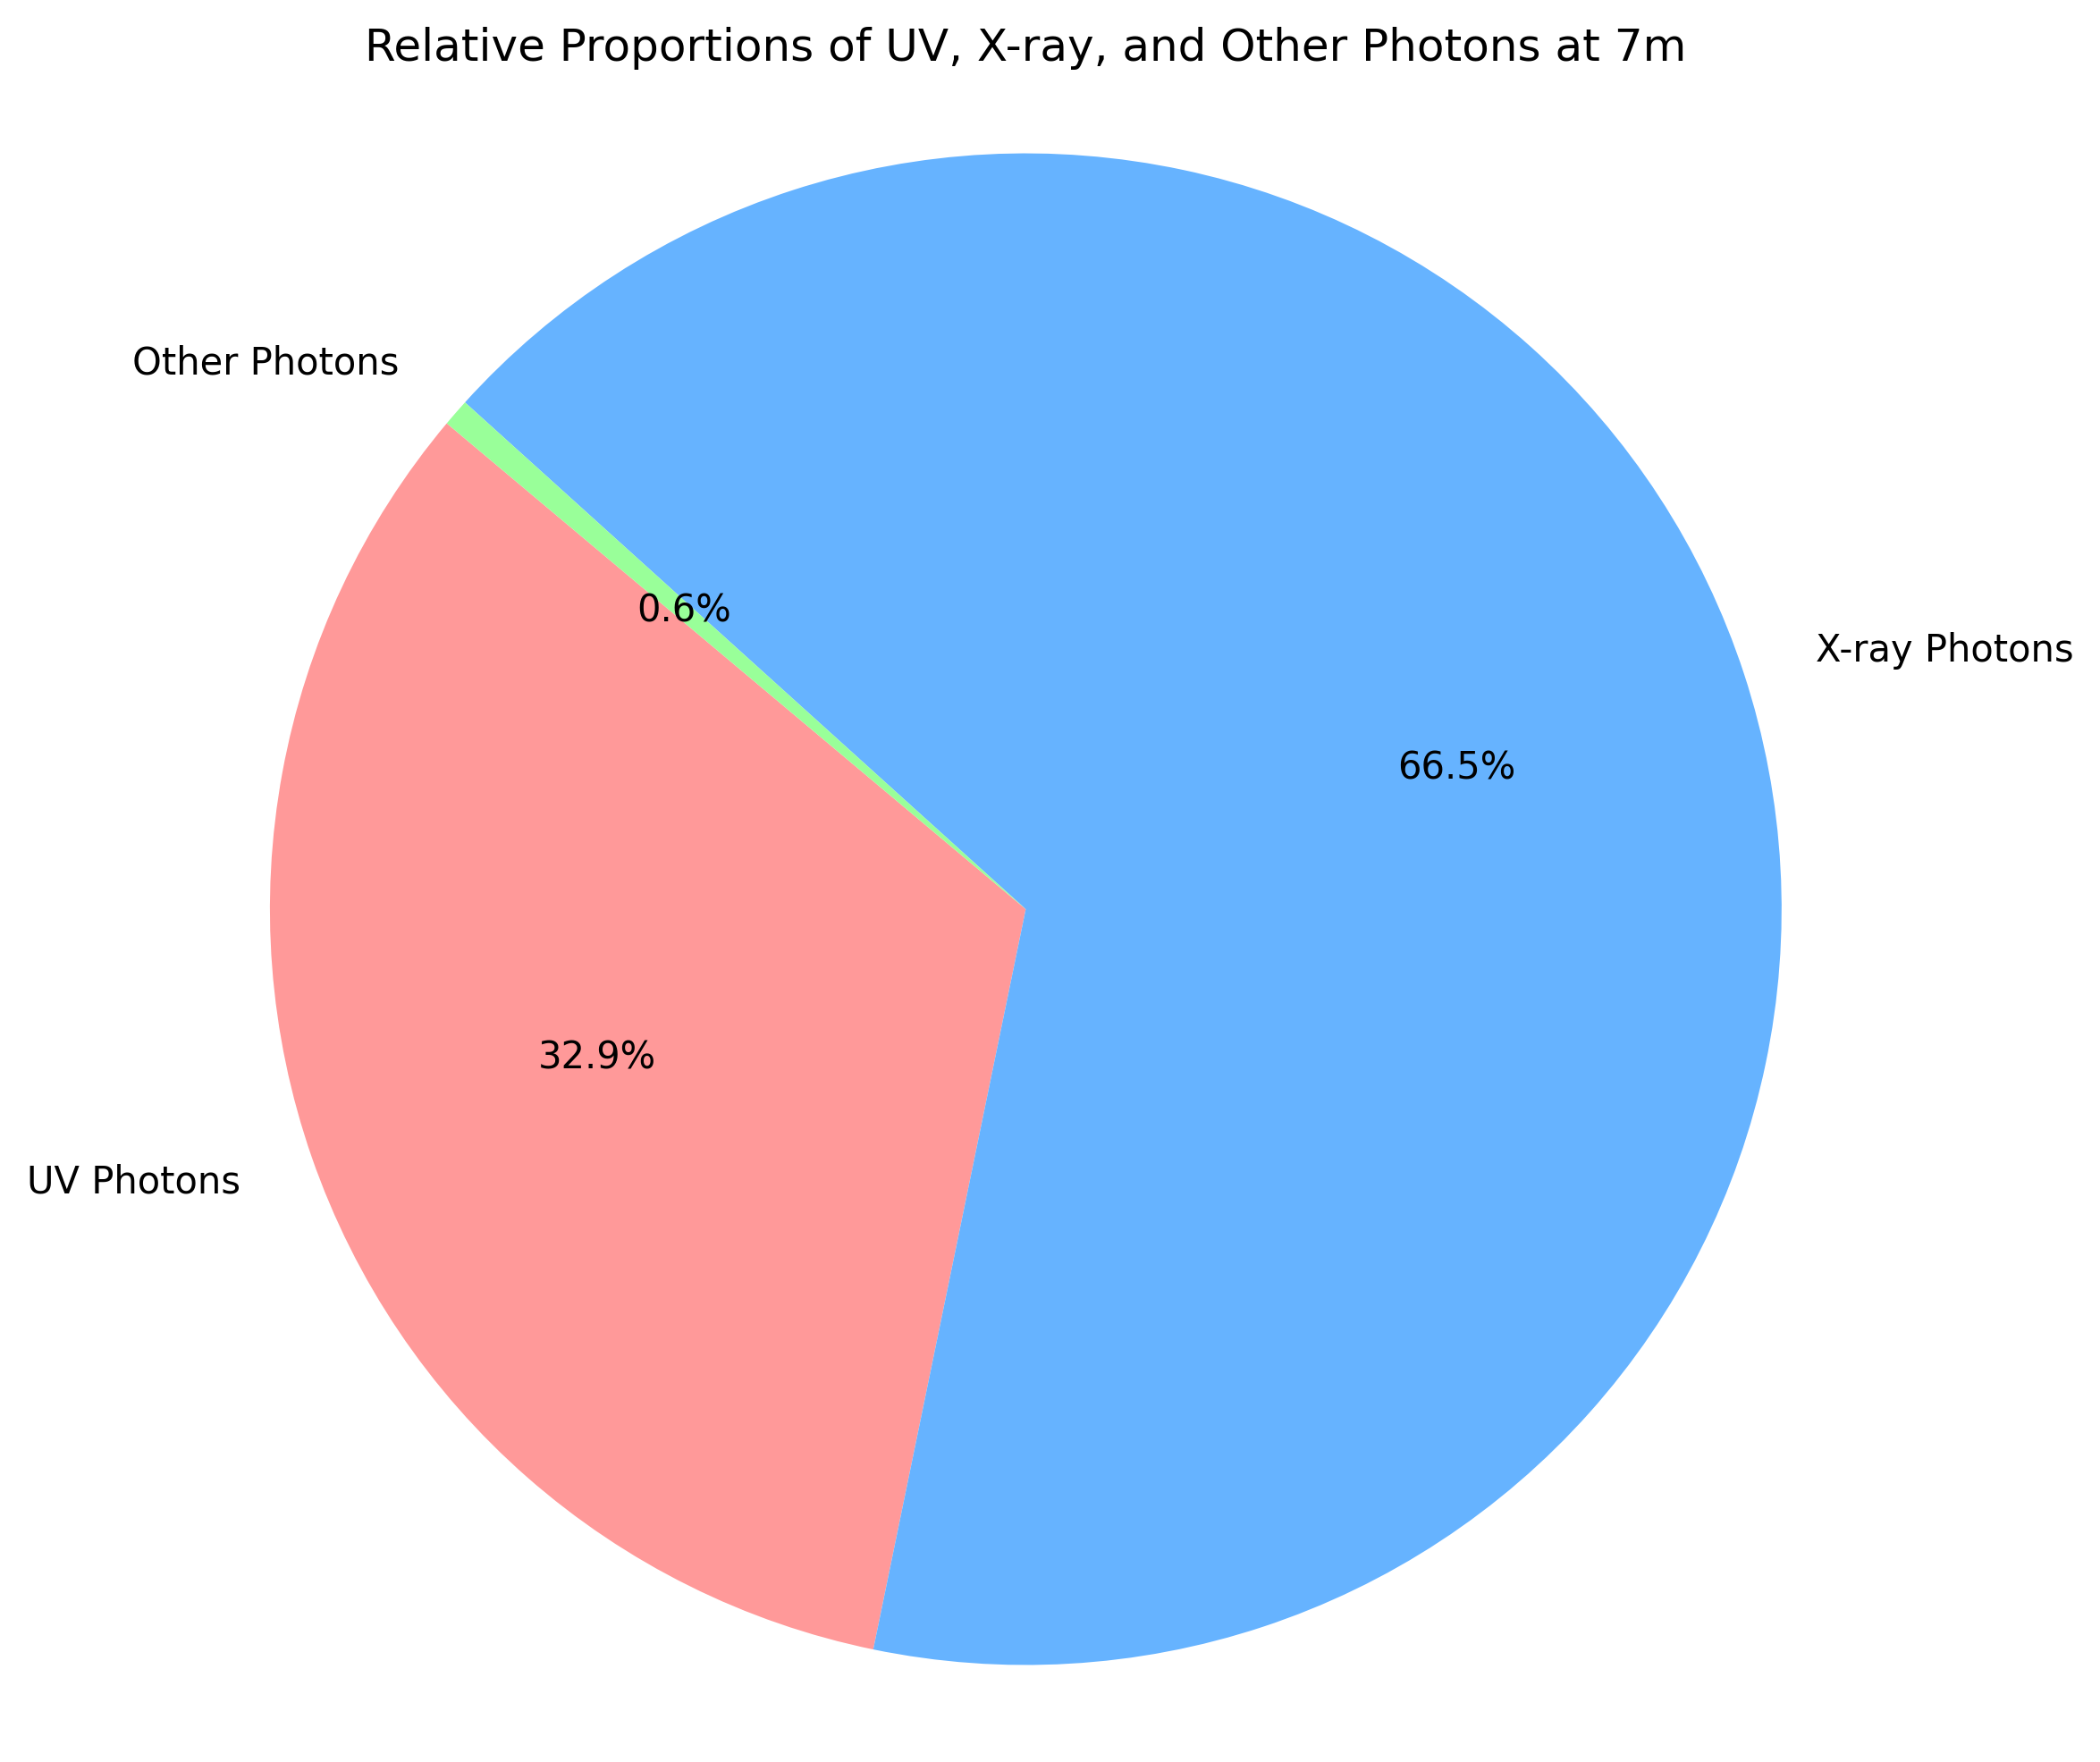 Relative Proportions of UV, X-ray, and Other Photons at 7m
Other Photons
0.6%
X-ray Photons
66.5%
32.9%
UV Photons